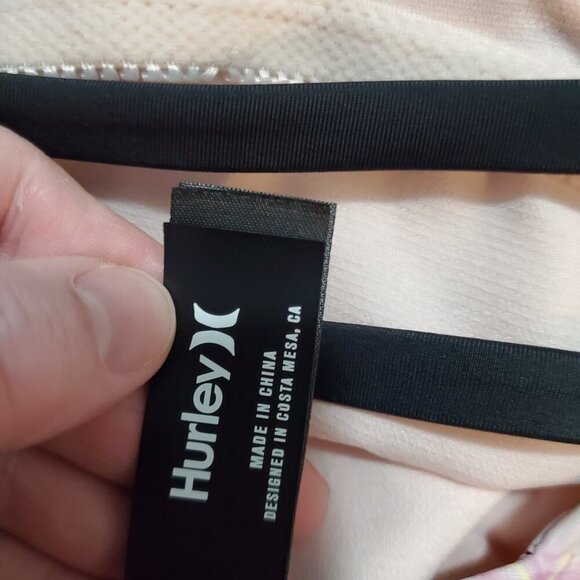 Hurley
MADE IN CHINA
DESIGNED IN COSTA MESA, CA